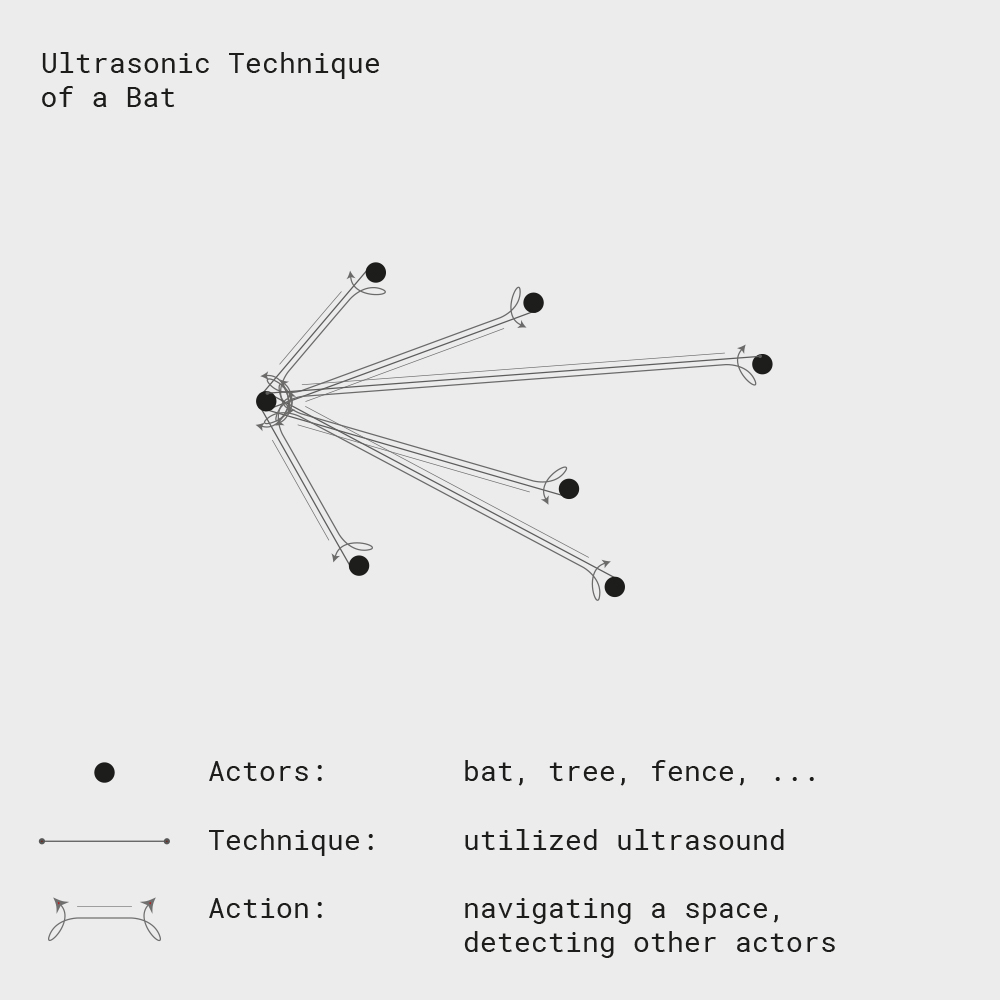 Ultrasonic Technique
of a Bat
Actors: bat, tree, fence, ...
Technique: utilized ultrasound
Action: navigating a space,
detecting other actors